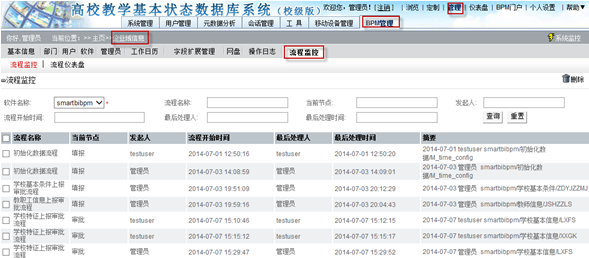 高校教学基本状态数据库系统(校级版)
欢迎您, 管理员! [注销] | 浏览 | 定制 | 管理 | 仪表盘 | BPM门户 | 个人设置 | 帮助▼
系统管理 用户管理 元数据分析 会话管理 工具 移动设备管理 BPM管理
你好, 管理员 当前位置: >> 主页>> 业域信息 系统监控
基本信息 部门 用户 软件 管理员 工作日历 字段扩展管理 网盘 操作日志 流程监控
流程监控 | 流程仪表盘
流程监控 删除
软件名称: smartbibpm * 流程名称: 当前节点: 发起人:
流程开始时间: 最后处理人: 最后处理时间: 查询 重置
流程名称 当前节点 发起人 流程开始时间 最后处理人 最后处理时间 摘要
初始化数据流程 填报 testuser 2014-07-01 12:50:16 testuser 2014-07-01 12:50:20 2014-07-01 testuser smartbibpm/初始化数
据/M_time_config
初始化数据流程 填报 管理员 2014-07-03 14:08:59 管理员 2014-07-03 14:09:01 2014-07-03 管理员 smartbibpm/初始化数
据/M_time_config
学校基本条件上报
审批流程 填报 管理员 2014-07-03 19:51:09 管理员 2014-07-03 20:12:29 2014-07-03 管理员 smartbibpm/学校基本条件/ZDYJZZMJ
教职工信息上报审
批流程 填报 管理员 2014-07-03 19:59:16 管理员 2014-07-03 20:04:43 2014-07-03 管理员 smartbibpm/教师信息/JSHZZLS
学校特征上报审批
流程 审批 testuser 2014-07-07 15:10:46 testuser 2014-07-07 15:12:15 2014-07-07 testuser smartbibpm/学校基本信息/LXFS
学校特征上报审批
流程 审批 testuser 2014-07-07 15:15:12 testuser 2014-07-07 15:15:17 2014-07-07 testuser smartbibpm/学校基本信息/XXGK
学校特征上报审批
流程 审批 管理员 2014-07-07 15:29:47 管理员 2014-07-07 15:29:52 2014-07-07 管理员 smartbibpm/学校基本信息/LXFS